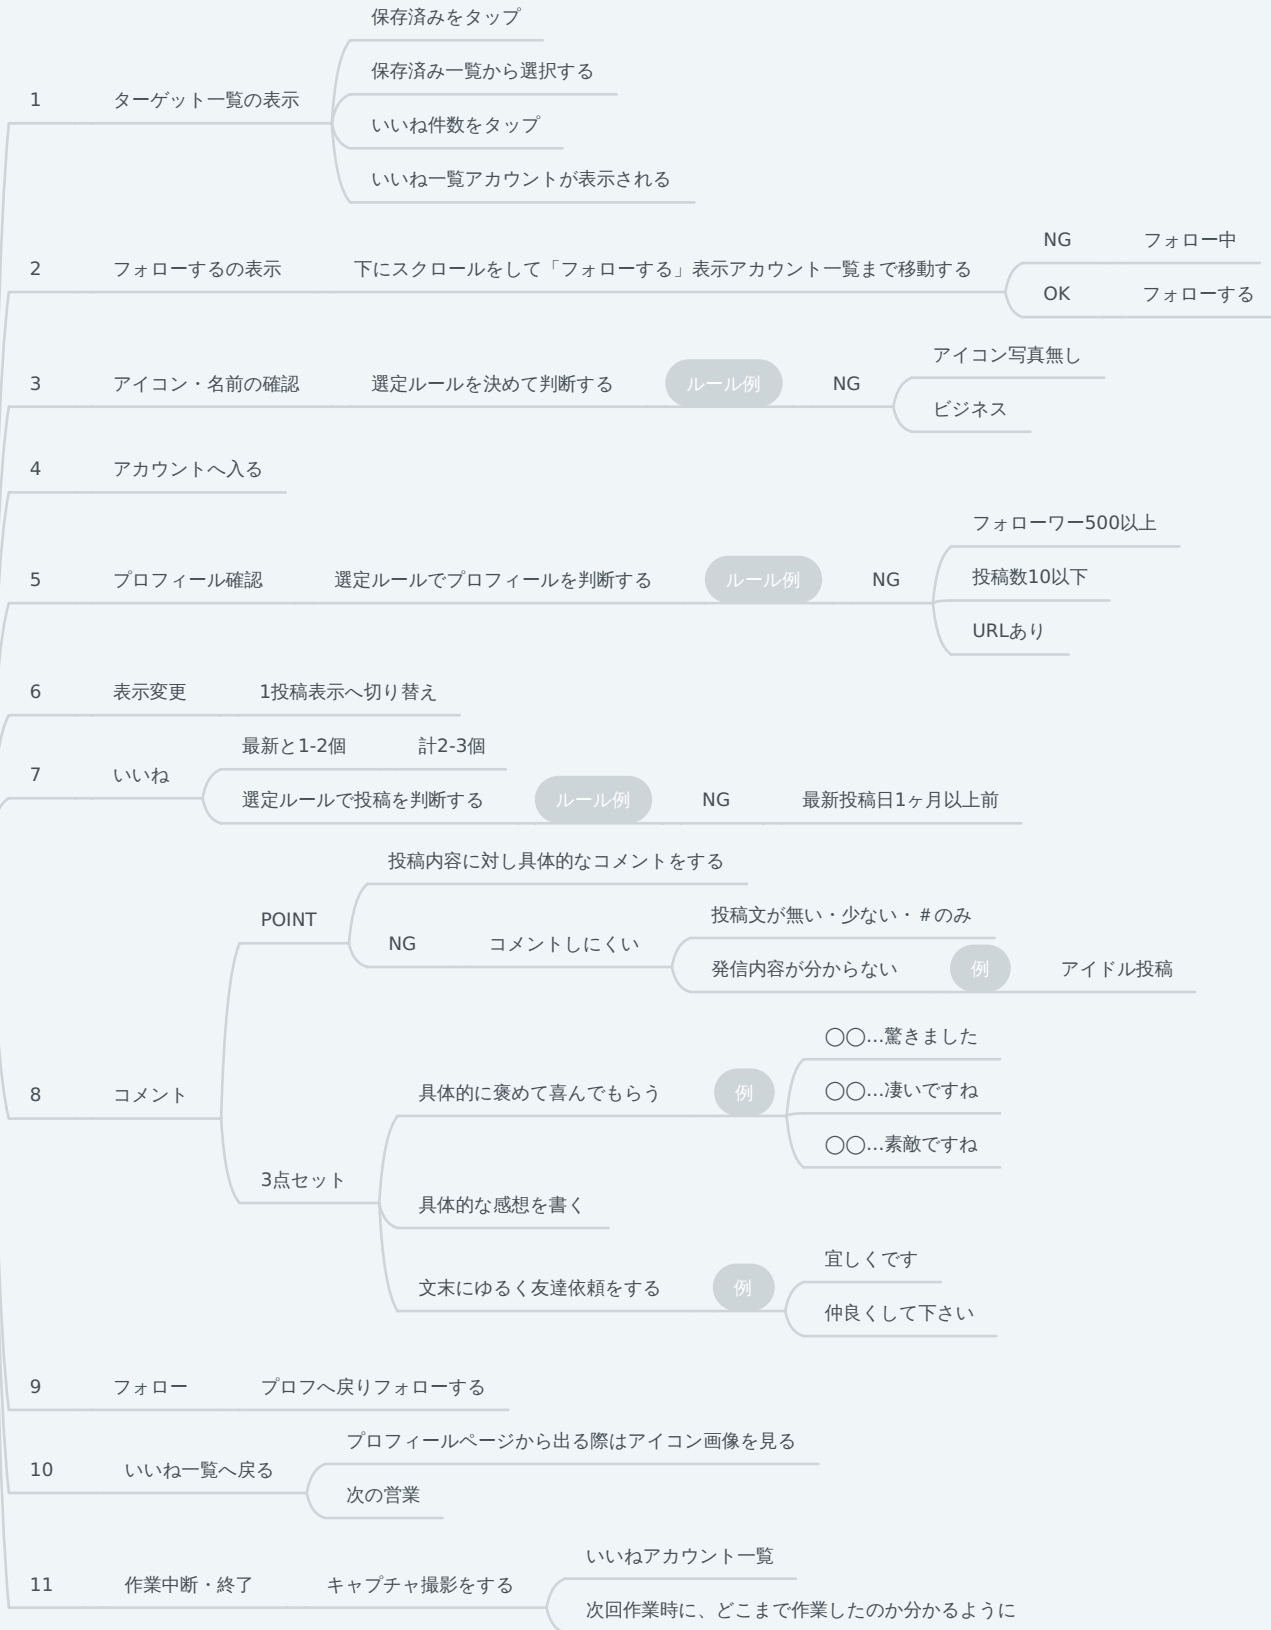 1 ターゲット一覧の表示
保存済みをタップ
保存済み一覧から選択する
いいね件数をタップ
いいね一覧アカウントが表示される
2 フォローするの表示 下にスクロールをして「フォローする」表示アカウント一覧まで移動する
NG フォロー中
OK フォローする
3 アイコン・名前の確認 選定ルールを決めて判断する ルール例 NG
アイコン写真無し
ビジネス
4 アカウントへ入る
5 プロフィール確認 選定ルールでプロフィールを判断する ルール例 NG
フォローワー500以上
投稿数10以下
URLあり
6 表示変更 1投稿表示へ切り替え
7 いいね
最新と1-2個 計2-3個
選定ルールで投稿を判断する ルール例 NG 最新投稿日1ヶ月以上前
8 コメント
POINT
投稿内容に対し具体的なコメントをする
NG コメントしにくい
投稿文が無い・少ない・＃のみ
発信内容が分からない 例 アイドル投稿
3点セット
具体的に褒めて喜んでもらう 例
◯◯…驚きました
◯◯…凄いですね
◯◯…素敵ですね
具体的な感想を書く
文末にゆるく友達依頼をする 例
宜しくです
仲良くして下さい
9 フォロー プロフへ戻りフォローする
10 いいね一覧へ戻る
プロフィールページから出る際はアイコン画像を見る
次の営業
11 作業中断・終了 キャプチャ撮影をする
いいねアカウント一覧
次回作業時に、どこまで作業したのか分かるように